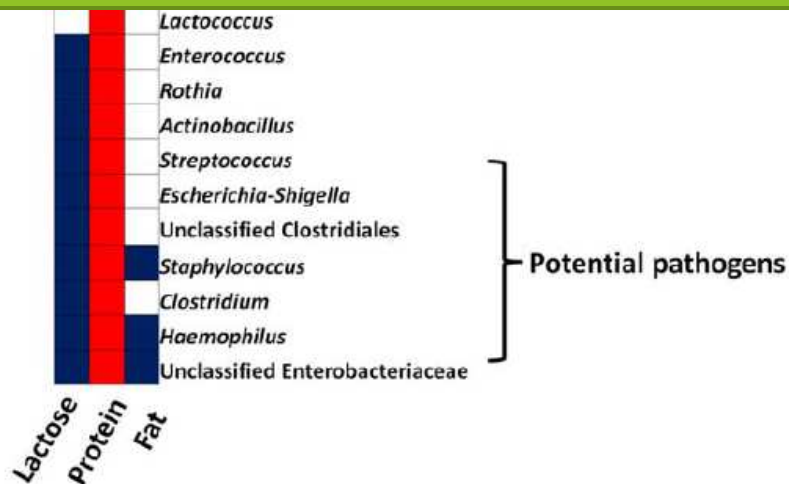 Lactococcus
Enterococcus
Rothia
Actinobacillus
Streptococcus
Escherichia-Shigella
Unclassified Clostridiales
Staphylococcus
Potential pathogens
Clostridium
Haemophilus
Unclassified Enterobacteriaceae
Lactose
Protein
Fat